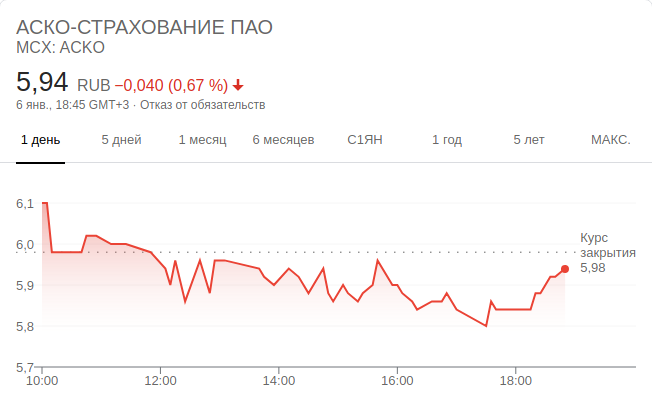 АСКО-СТРАХОВАНИЕ ПАО
MCX: ACKO
5,94 RUB −0,040 (0,67 %)
6 янв., 18:45 GMT+3 · Отказ от обязательств
1 день 5 дней 1 месяц 6 месяцев С1ЯН 1 год 5 лет МАКС.
6,1
6,0
5,9
5,8
5,7
Курс
закрытия
5,98
10:00 12:00 14:00 16:00 18:00